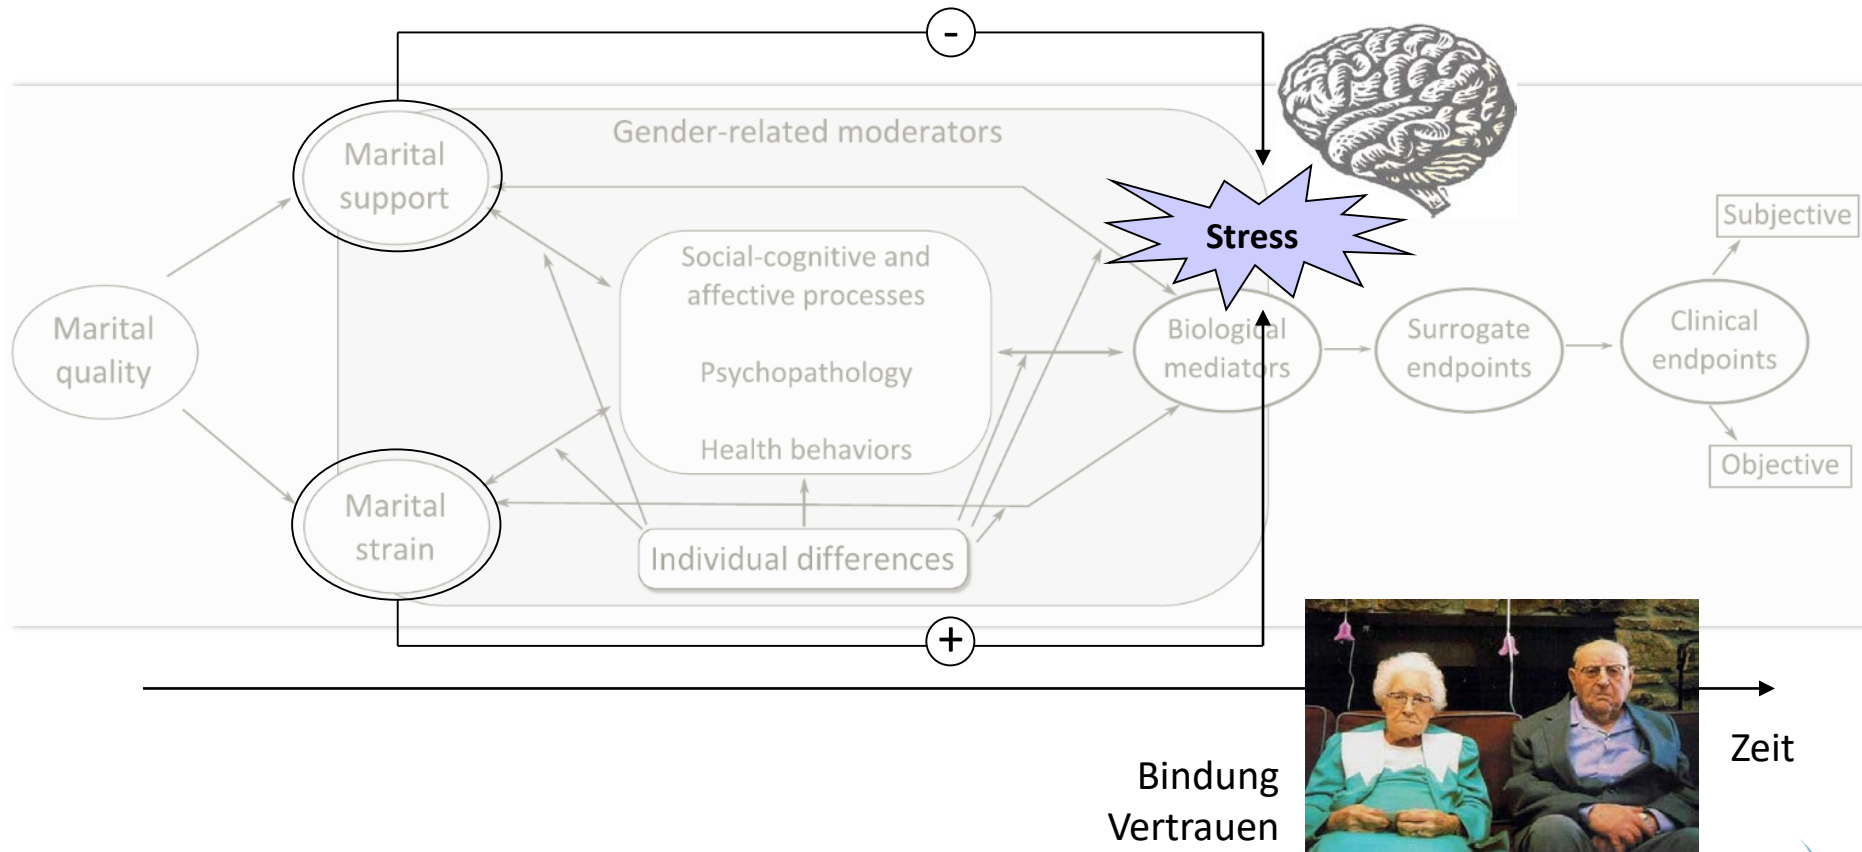 -
Gender-related moderators
Marital
support
Stress
Subjective
Social-cognitive and
affective processes
Psychopathology
Health behaviors
Marital
quality
Biological
mediators
Surrogate
endpoints
Clinical
endpoints
Objective
Marital
strain
Individual differences
+
Zeit
Bindung
Vertrauen